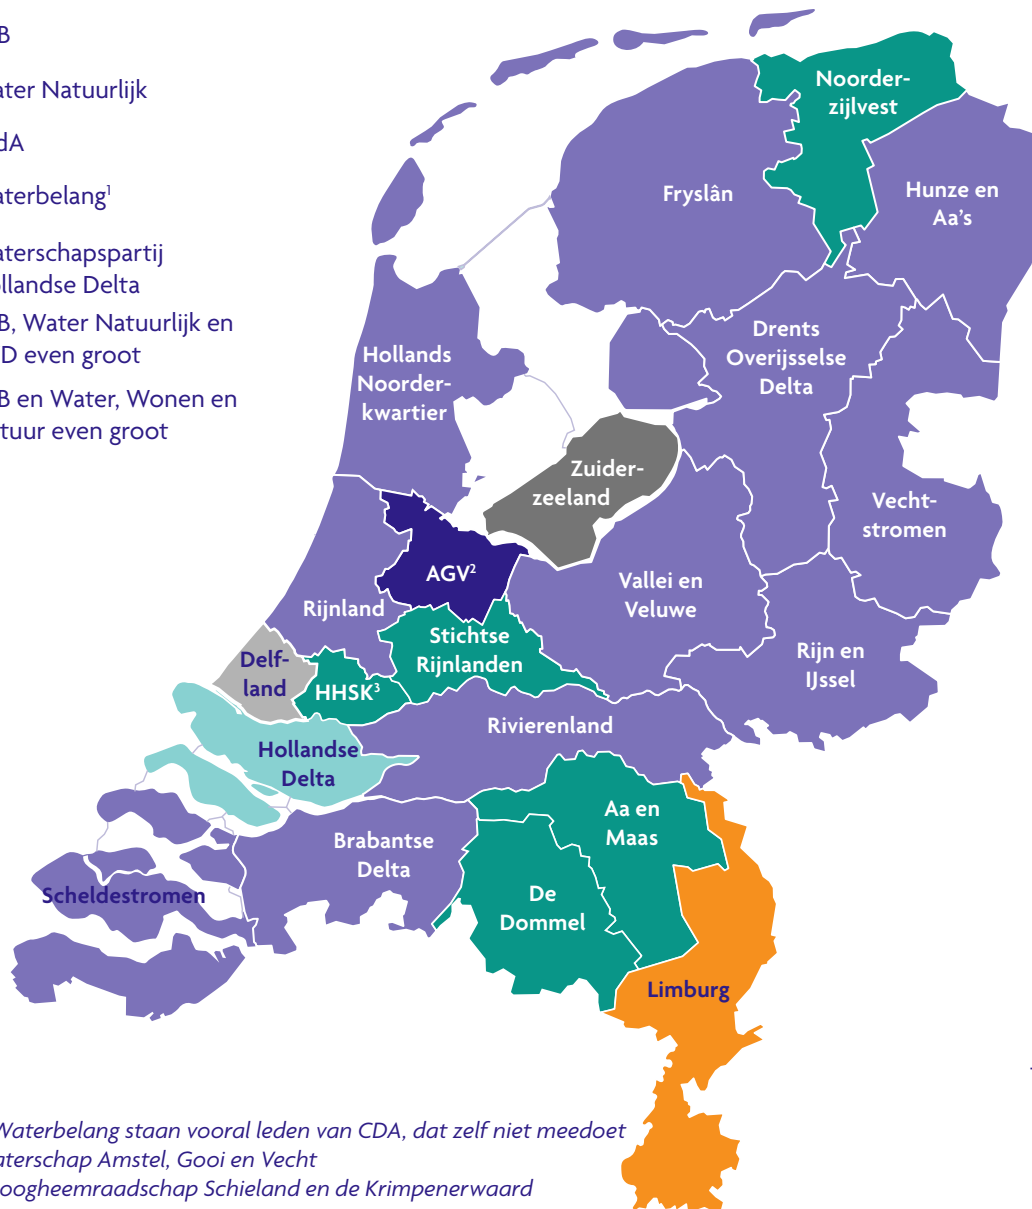 B
ater Natuurlijk
dA
aterbelang¹
aterschapspartij
ollandse Delta
B, Water Natuurlijk en
D even groot
B en Water, Wonen en
tuur even groot
Noorder-
zijlvest
Fryslân
Hunze en
Aa's
Hollands
Noorder-
kwartier
Drents
Overijsselse
Delta
Zuider-
zeeland
Vecht-
stromen
AGV²
Vallei en
Veluwe
Rijnland
Stichtse
Rijnlanden
Rijn en
IJssel
Delf-
land
HHSK³
Rivierenland
Hollandse
Delta
Aa en
Maas
Brabantse
Delta
De
Dommel
Scheldestromen
Limburg
Waterbelang staan vooral leden van CDA, dat zelf niet meedoet
aterschap Amstel, Gooi en Vecht
oogheemraadschap Schieland en de Krimpenerwaard